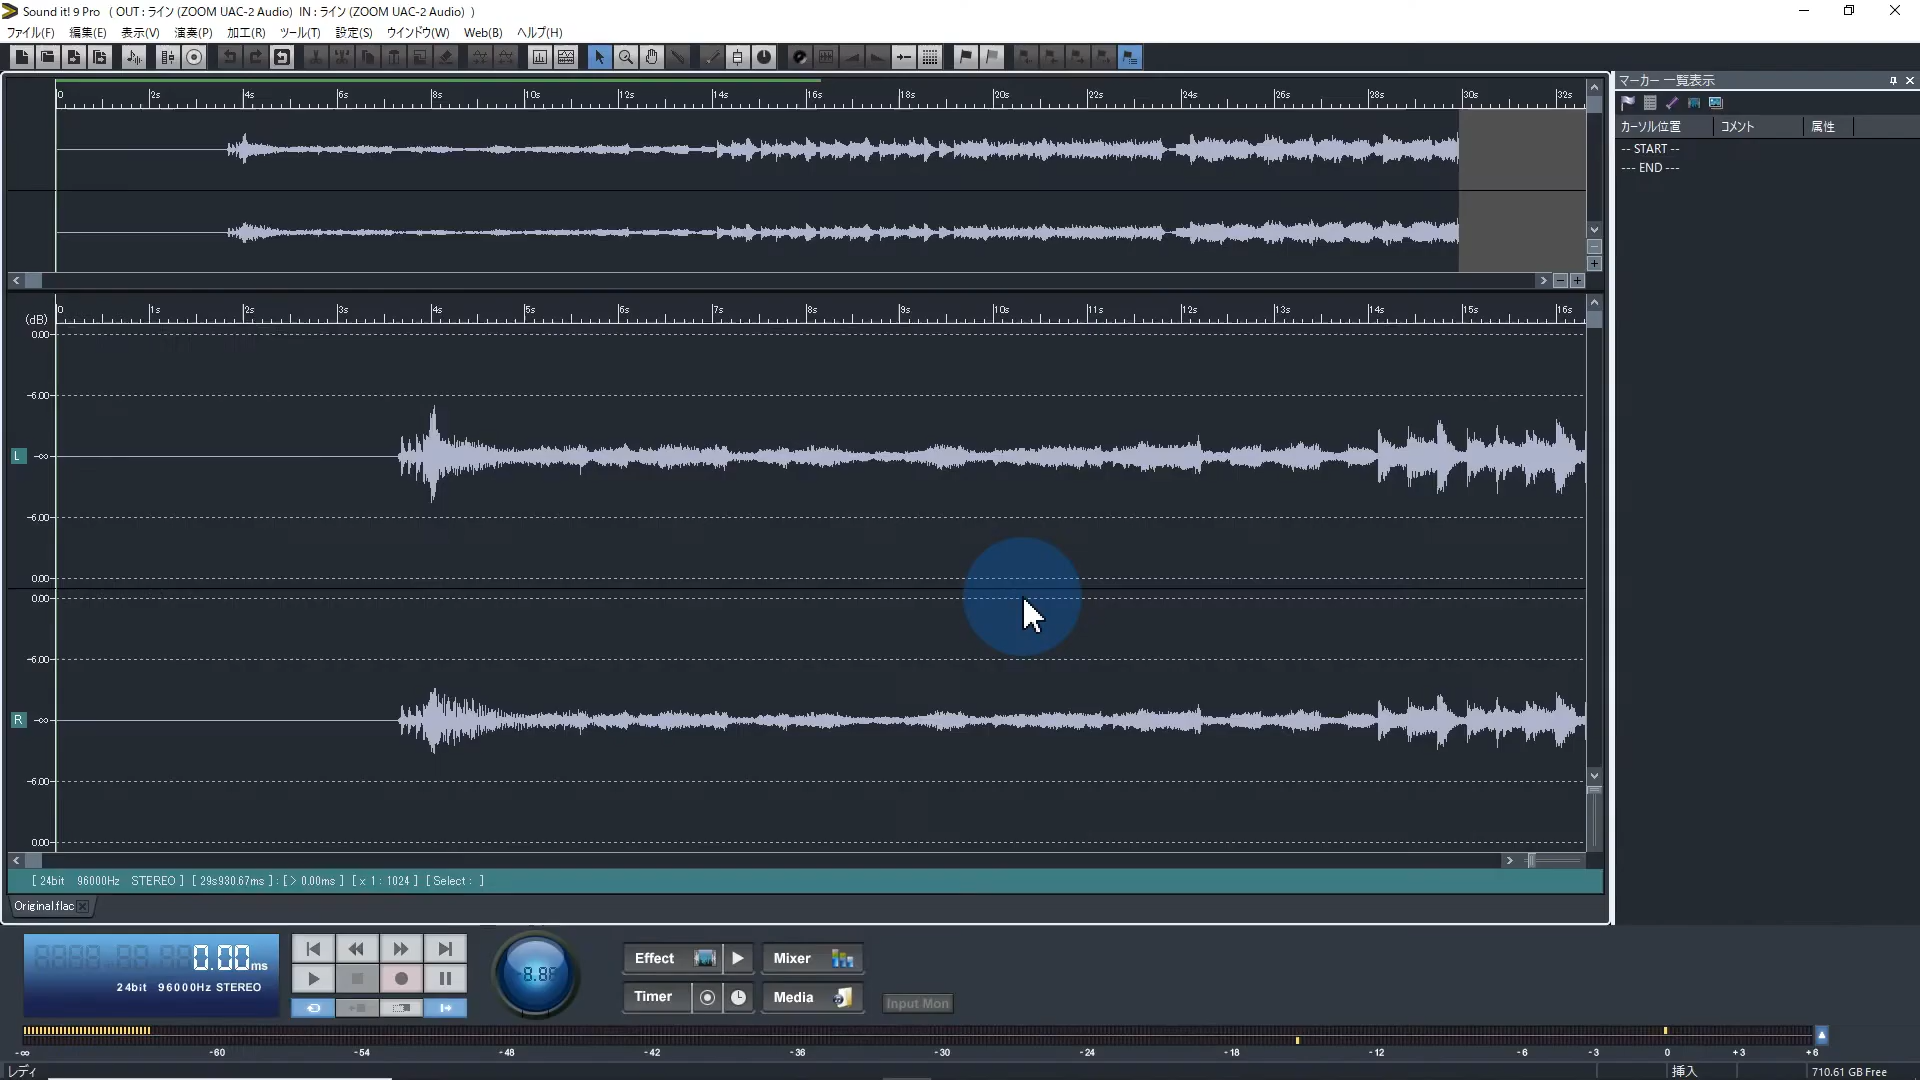 Sound it! 9 Pro （ OUT : ライン (ZOOM UAC-2 Audio)  IN : ライン (ZOOM UAC-2 Audio) ）
ファイル(F) 編集(E) 表示(V) 演奏(P) 加工(R) ツール(T) 設定(S) ウインドウ(W) Web(B) ヘルプ(H)
マーカー 一覧表示
カーソル位置 コメント 属性
-- START --
--- END ---
0 2s 4s 6s 8s 10s 12s 14s 16s 18s 20s 22s 24s 26s 28s 30s 32s
0 1s 2s 3s 4s 5s 6s 7s 8s 9s 10s 11s 12s 13s 14s 15s 16s
(dB)
0.00
-6.00
L -∞
-6.00
0.00
0.00
-6.00
R -∞
-6.00
0.00
[ 24bit 96000Hz STEREO ] [ 29s930.67ms ] : [ > 0.00ms ] [ x 1 : 1024 ] [ Select : ]
Original.flac
0.00ms
24bit 96000Hz STEREO
8.88
Effect Mixer
Timer Media Input Mon
-∞ -60 -54 -48 -42 -36 -30 -24 -18 -12 -6 -3 0 +3 +6
レディ 挿入 710.61 GB Free